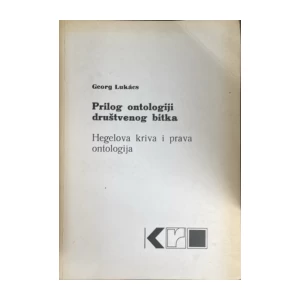 Georg Lukács
Prilog ontologiji
društvenog bitka
Hegelova kriva i prava
ontologija